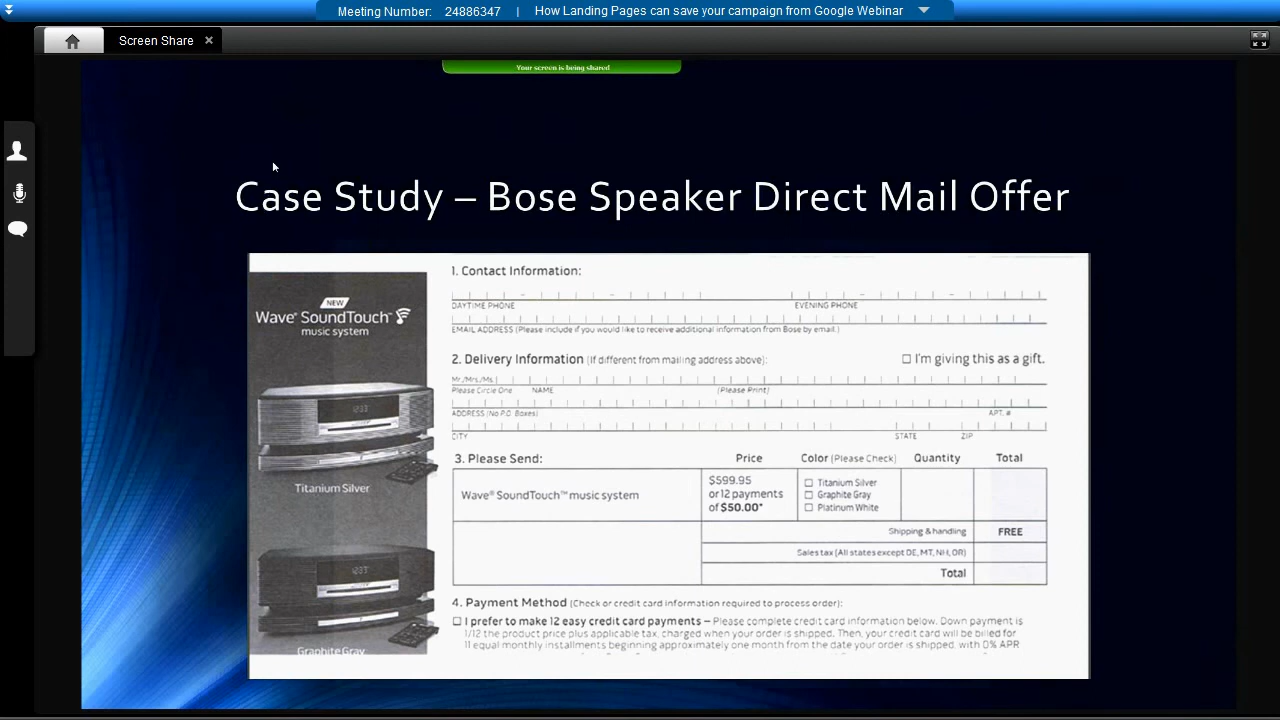 Meeting Number: 24886347 | How Landing Pages can save your campaign from Google Webinar
Screen Share
Your screen is being shared
Case Study – Bose Speaker Direct Mail Offer
NEW
Wave® SoundTouch™
music system
Titanium Silver
Graphite Gray
1. Contact Information:
DAYTIME PHONE EVENING PHONE
EMAIL ADDRESS (Please include if you would like to receive additional information from Bose by email.)
2. Delivery Information (If different from mailing address above): I'm giving this as a gift.
Mr./Mrs./Ms.
Please Circle One NAME (Please Print)
ADDRESS (No P.O. Boxes) APT. #
CITY STATE ZIP
3. Please Send: Price Color (Please Check) Quantity Total
Wave® SoundTouch™ music system
$599.95
or 12 payments
of $50.00*
Titanium Silver
Graphite Gray
Platinum White
Shipping & handling FREE
Sales tax (All states except DE, MT, NH, OR)
Total
4. Payment Method (Check or credit card information required to process order):
I prefer to make 12 easy credit card payments – Please complete credit card information below. Down payment is
1/12 the product price plus applicable tax, charged when your order is shipped. Then, your credit card will be billed for
11 equal monthly installments beginning approximately one month from the date your order is shipped, with 0% APR